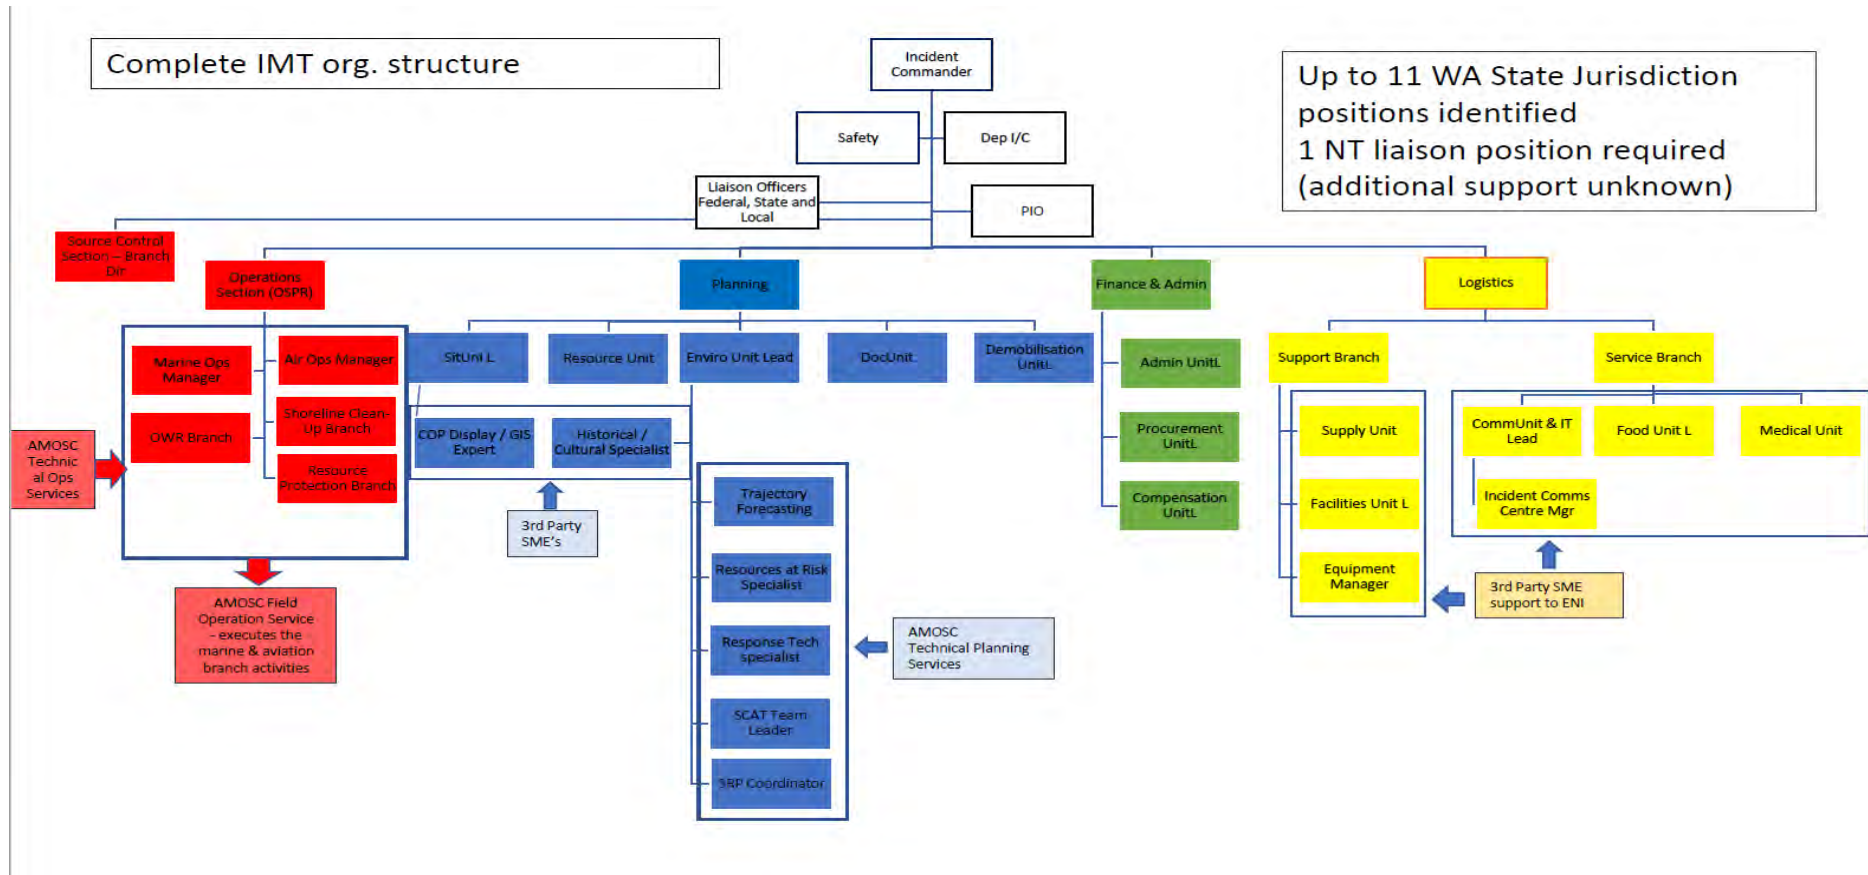 Complete IMT org. structure
Incident
Commander
Up to 11 WA State Jurisdiction
positions identified
1 NT liaison position required
(additional support unknown)
Safety
Dep I/C
Liaison Officers
Federal, State and
Local
PIO
Source Control
Section – Branch
Dir
Operations
Section (OSPR)
Planning
Finance & Admin
Logistics
Marine Ops
Manager
Air Ops Manager
SitUni L
Resource Unit
Enviro Unit Lead
DocUnit
Demobilisation
UnitL
Admin UnitL
Support Branch
Service Branch
OWR Branch
Shoreline Clean-
Up Branch
COP Display / GIS
Expert
Historical /
Cultural Specialist
Procurement
UnitL
Supply Unit
CommUnit & IT
Lead
Food Unit L
Medical Unit
AMOSC
Technic
al Ops
Services
Resource
Protection Branch
Trajectory
Forecasting
Compensation
UnitL
Facilities Unit L
Incident Comms
Centre Mgr
3rd Party
SME's
Resources at Risk
Specialist
Equipment
Manager
3rd Party SME
support to ENI
AMOSC Field
Operation Service
- executes the
marine & aviation
branch activities
Response Tech
specialist
AMOSC
Technical Planning
Services
SCAT Team
Leader
SRP Coordinator